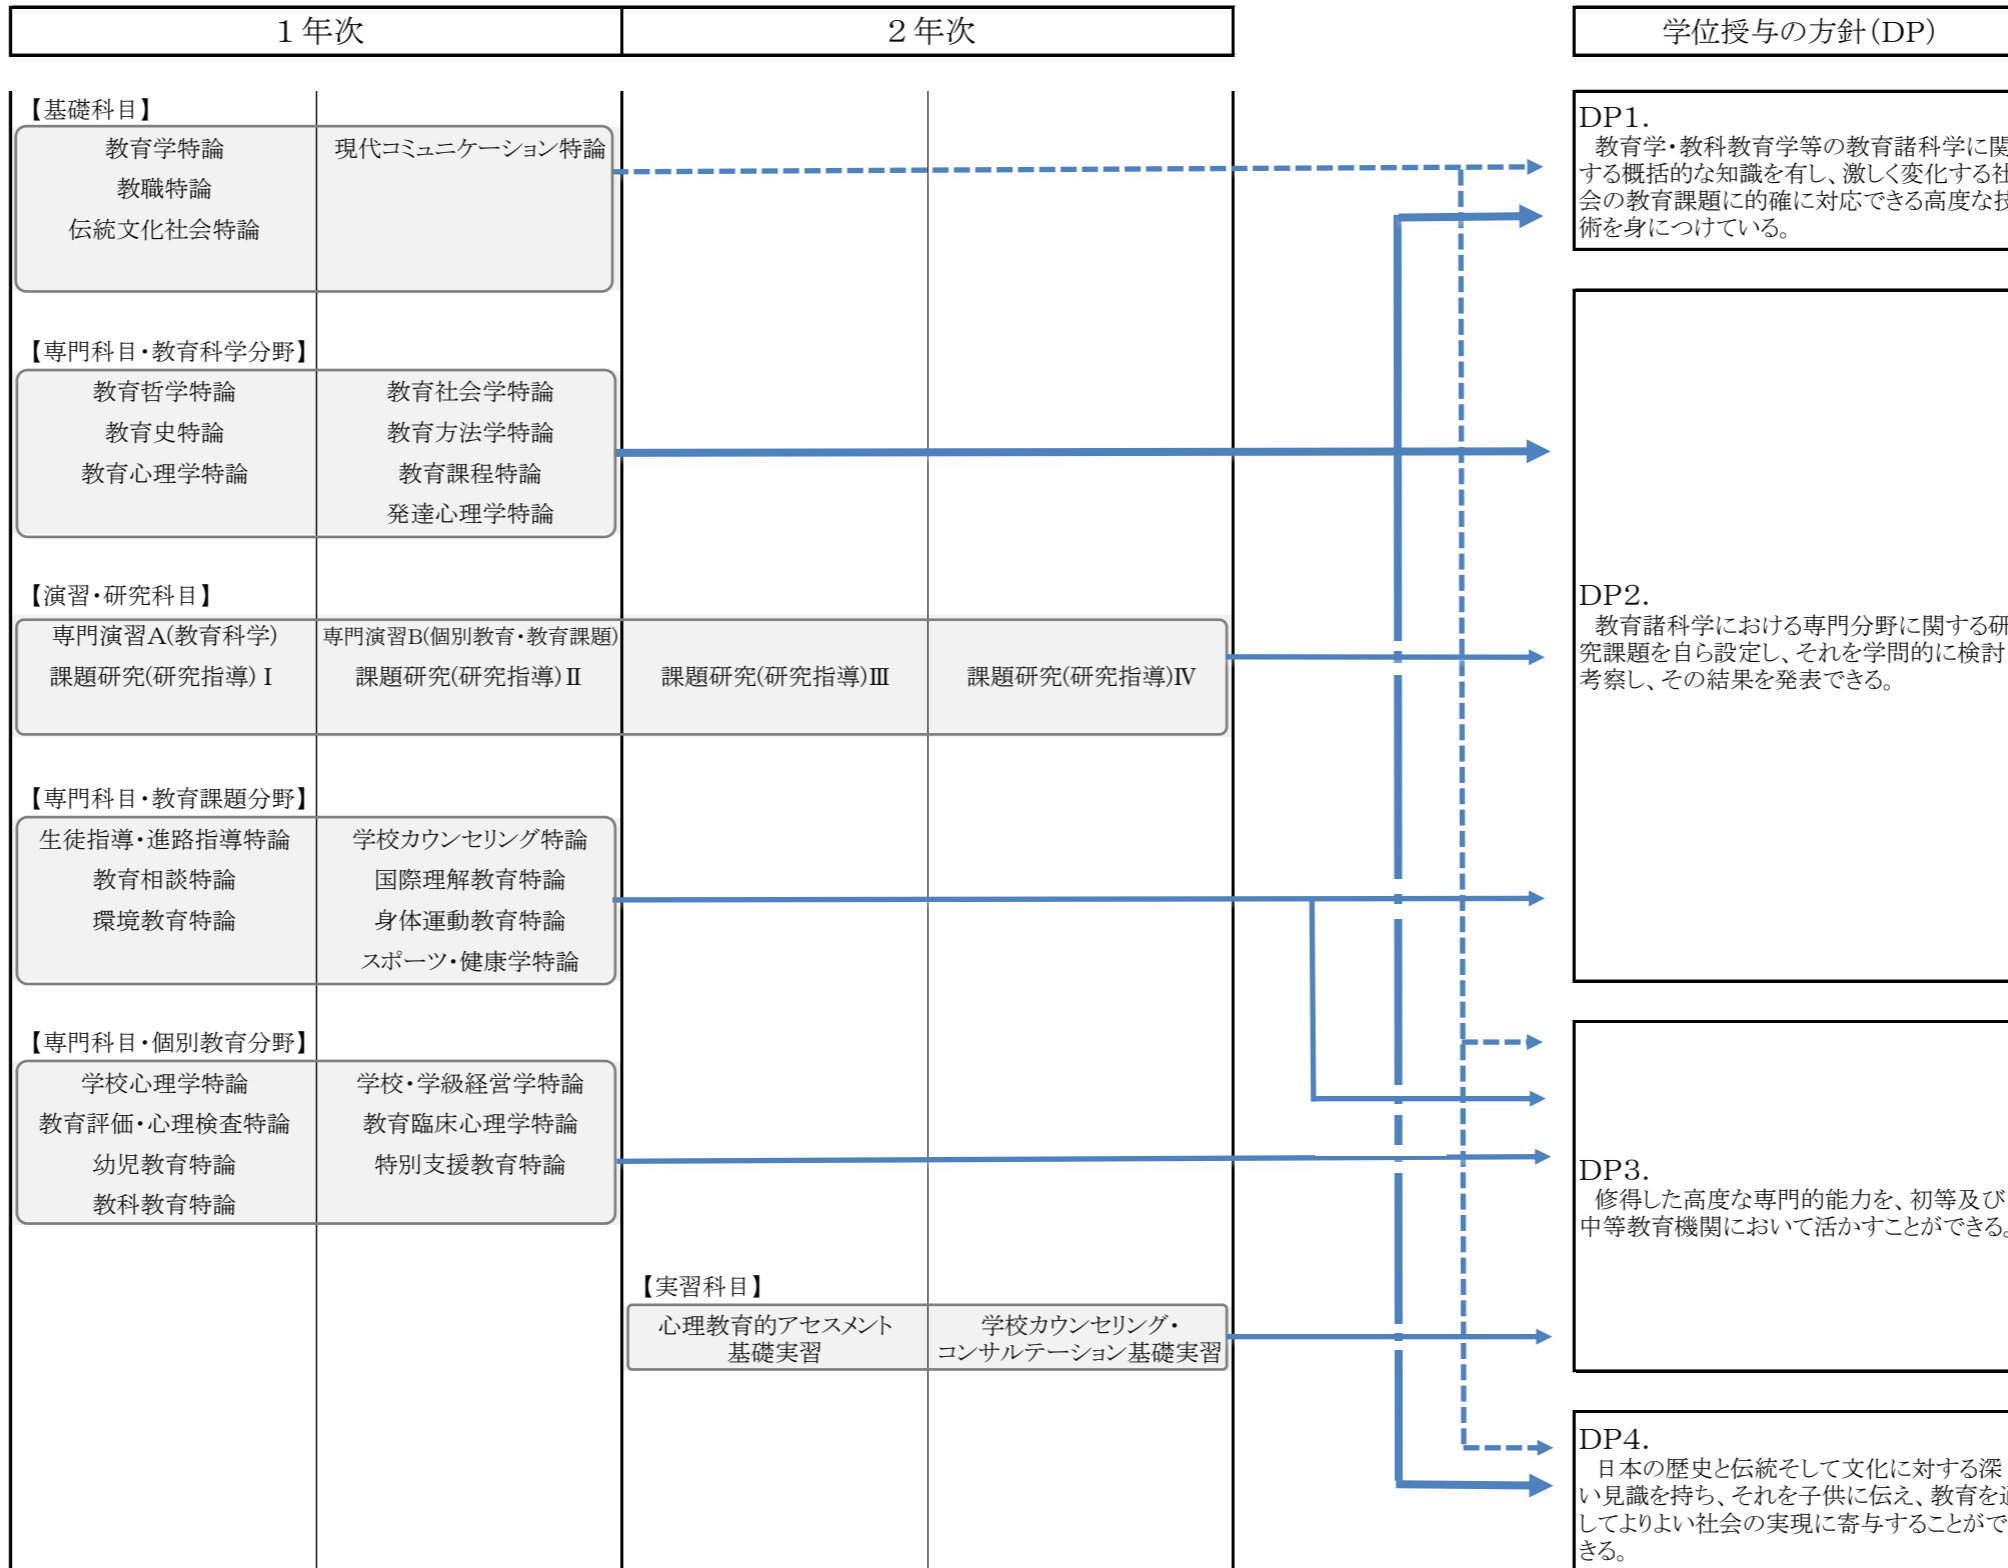 1年次
2年次
学位授与の方針(DP)
【基礎科目】
教育学特論
現代コミュニケーション特論
教職特論
伝統文化社会特論
【専門科目・教育科学分野】
教育哲学特論
教育社会学特論
教育史特論
教育方法学特論
教育心理学特論
教育課程特論
発達心理学特論
【演習・研究科目】
専門演習A(教育科学)
専門演習B(個別教育・教育課題)
課題研究(研究指導)Ⅰ
課題研究(研究指導)Ⅱ
課題研究(研究指導)Ⅲ
課題研究(研究指導)Ⅳ
【専門科目・教育課題分野】
生徒指導・進路指導特論
学校カウンセリング特論
教育相談特論
国際理解教育特論
環境教育特論
身体運動教育特論
スポーツ・健康学特論
【専門科目・個別教育分野】
学校心理学特論
学校・学級経営学特論
教育評価・心理検査特論
教育臨床心理学特論
幼児教育特論
特別支援教育特論
教科教育特論
【実習科目】
心理教育的アセスメント
基礎実習
学校カウンセリング・
コンサルテーション基礎実習
DP1.
教育学・教科教育学等の教育諸科学に関
する概括的な知識を有し、激しく変化する社
会の教育課題に的確に対応できる高度な技
術を身につけている。
DP2.
教育諸科学における専門分野に関する研
究課題を自ら設定し、それを学問的に検討
考察し、その結果を発表できる。
DP3.
修得した高度な専門的能力を、初等及び
中等教育機関において活かすことができる。
DP4.
日本の歴史と伝統そして文化に対する深
い見識を持ち、それを子供に伝え、教育を通
してよりよい社会の実現に寄与することがで
きる。